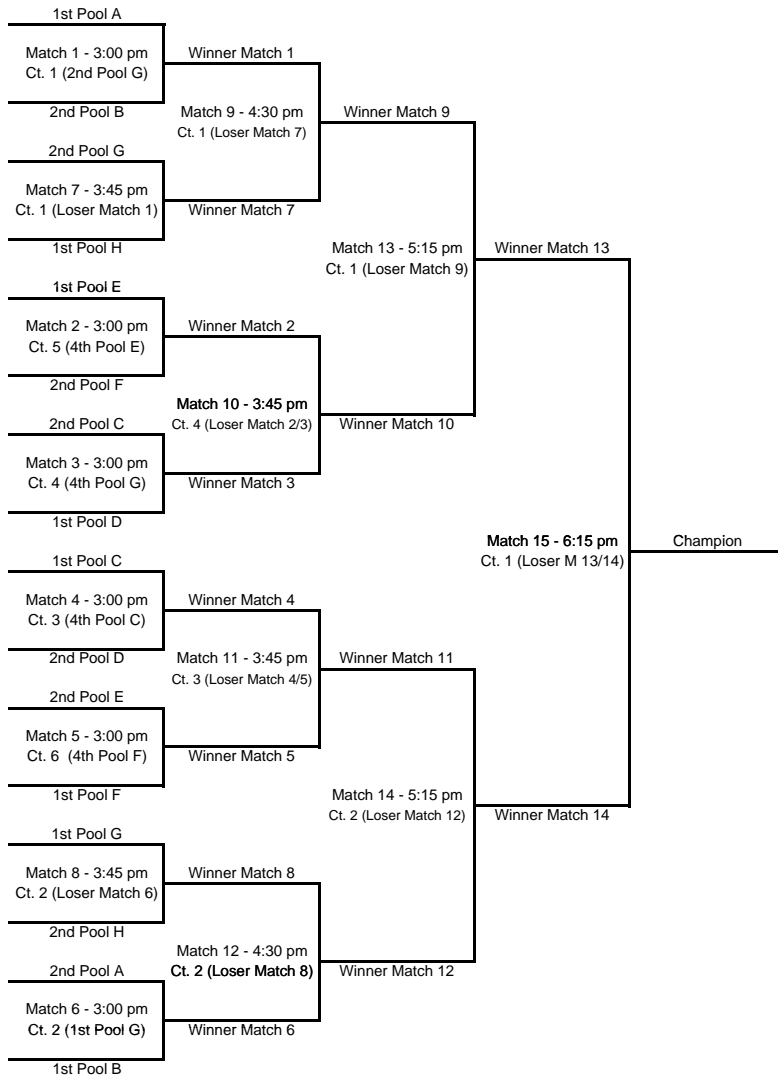 1st Pool A
Match 1 - 3:00 pm
Ct. 1 (2nd Pool G)
2nd Pool B
Winner Match 1
Match 9 - 4:30 pm
Ct. 1 (Loser Match 7)
Winner Match 9
2nd Pool G
Match 7 - 3:45 pm
Ct. 1 (Loser Match 1)
1st Pool H
Winner Match 7
Match 13 - 5:15 pm
Ct. 1 (Loser Match 9)
Winner Match 13
1st Pool E
Match 2 - 3:00 pm
Ct. 5 (4th Pool E)
2nd Pool F
Winner Match 2
Match 10 - 3:45 pm
Ct. 4 (Loser Match 2/3)
Winner Match 10
2nd Pool C
Match 3 - 3:00 pm
Ct. 4 (4th Pool G)
1st Pool D
Winner Match 3
Match 15 - 6:15 pm
Ct. 1 (Loser M 13/14)
Champion
1st Pool C
Match 4 - 3:00 pm
Ct. 3 (4th Pool C)
2nd Pool D
Winner Match 4
Match 11 - 3:45 pm
Ct. 3 (Loser Match 4/5)
Winner Match 11
2nd Pool E
Match 5 - 3:00 pm
Ct. 6  (4th Pool F)
1st Pool F
Winner Match 5
Match 14 - 5:15 pm
Ct. 2 (Loser Match 12)
Winner Match 14
1st Pool G
Match 8 - 3:45 pm
Ct. 2 (Loser Match 6)
2nd Pool H
Winner Match 8
Match 12 - 4:30 pm
Ct. 2 (Loser Match 8)
Winner Match 12
2nd Pool A
Match 6 - 3:00 pm
Ct. 2 (1st Pool G)
1st Pool B
Winner Match 6